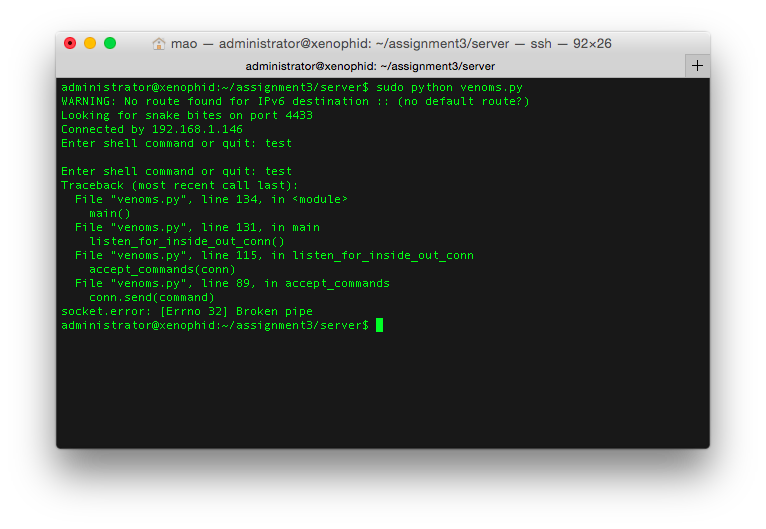 mao — administrator@xenophid: ~/assignment3/server — ssh — 92×26
administrator@xenophid: ~/assignment3/server
+
administrator@xenophid:~/assignment3/server$ sudo python venoms.py
WARNING: No route found for IPv6 destination :: (no default route?)
Looking for snake bites on port 4433
Connected by 192.168.1.146
Enter shell command or quit: test
Enter shell command or quit: test
Traceback (most recent call last):
  File "venoms.py", line 134, in <module>
    main()
  File "venoms.py", line 131, in main
    listen_for_inside_out_conn()
  File "venoms.py", line 115, in listen_for_inside_out_conn
    accept_commands(conn)
  File "venoms.py", line 89, in accept_commands
    conn.send(command)
socket.error: [Errno 32] Broken pipe
administrator@xenophid:~/assignment3/server$